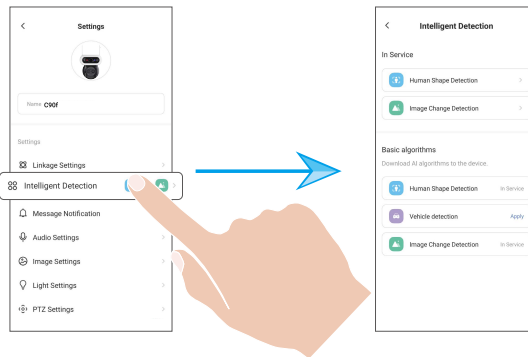 Settings
Name C90f
Settings
Linkage Settings
Intelligent Detection
Message Notification
Audio Settings
Image Settings
Light Settings
PTZ Settings
Intelligent Detection
In Service
Human Shape Detection
Image Change Detection
Basic algorithms
Download AI algorithms to the device.
Human Shape Detection In Service
Vehicle detection Apply
Image Change Detection In Service